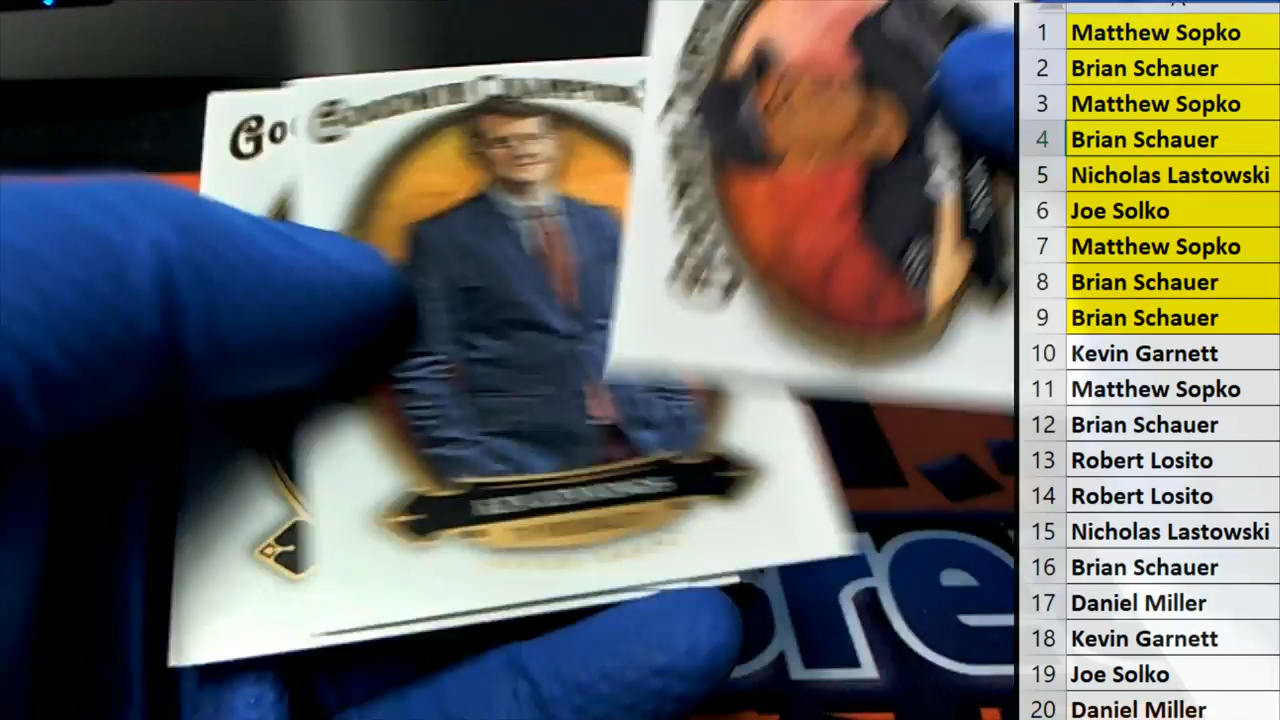 Go
GOODWIN CHAMPIONS
1 Matthew Sopko
2 Brian Schauer
3 Matthew Sopko
4 Brian Schauer
5 Nicholas Lastowski
6 Joe Solko
7 Matthew Sopko
8 Brian Schauer
9 Brian Schauer
10 Kevin Garnett
11 Matthew Sopko
12 Brian Schauer
13 Robert Losito
14 Robert Losito
15 Nicholas Lastowski
16 Brian Schauer
17 Daniel Miller
18 Kevin Garnett
19 Joe Solko
20 Daniel Miller